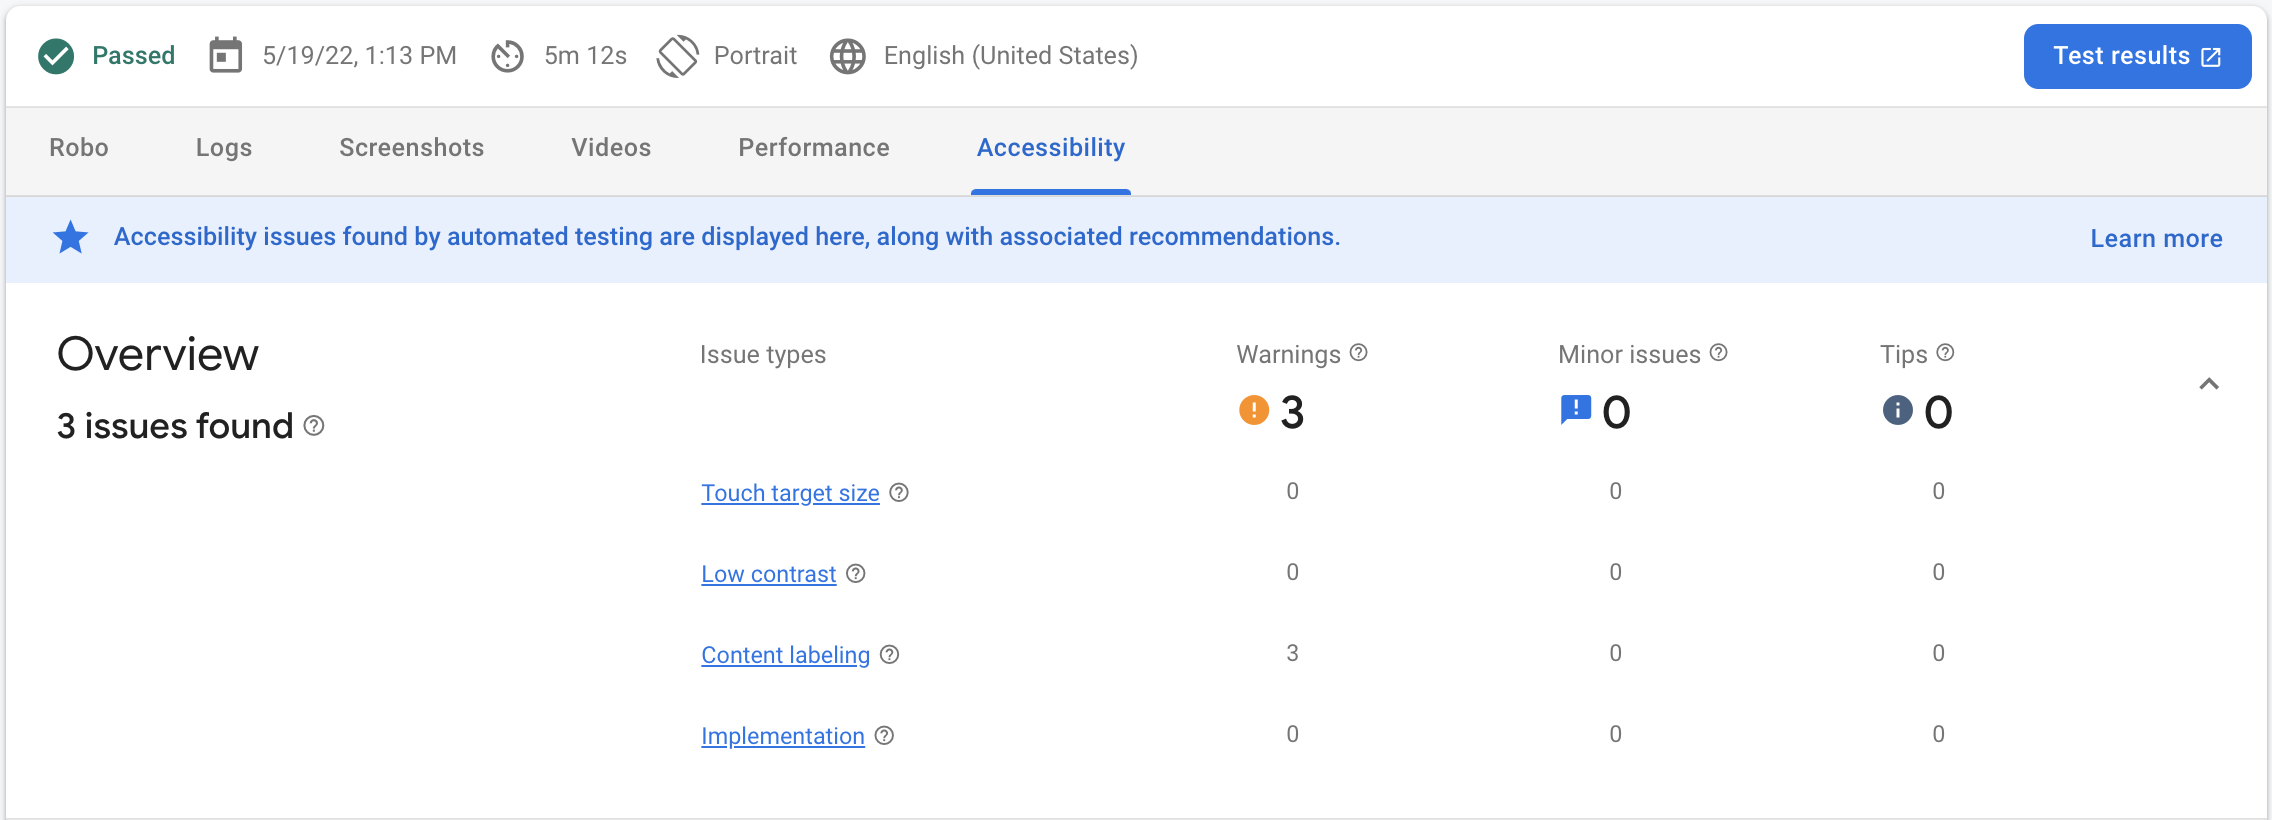 Passed 5/19/22, 1:13 PM 5m 12s Portrait English (United States) Test results
Robo Logs Screenshots Videos Performance Accessibility
Accessibility issues found by automated testing are displayed here, along with associated recommendations. Learn more
Overview
3 issues found
Issue types Warnings Minor issues Tips
3 0 0
Touch target size 0 0 0
Low contrast 0 0 0
Content labeling 3 0 0
Implementation 0 0 0